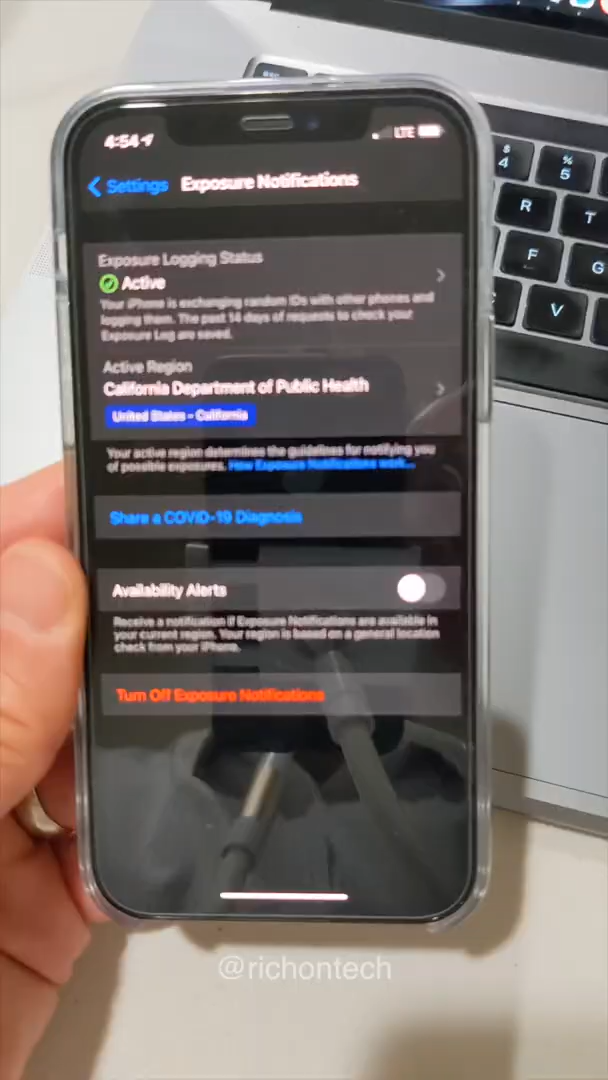 4:54
LTE
Settings
Exposure Notifications
Exposure Logging Status
Active
Your iPhone is exchanging random IDs with other phones and
logging them. The past 14 days of requests to check your
Exposure Log are saved.
Active Region
California Department of Public Health
United States - California
Your active region determines the guidelines for notifying you
of possible exposures. How Exposure Notifications work...
Share a COVID-19 Diagnosis
Availability Alerts
Receive a notification if Exposure Notifications are available in
your current region. Your region is based on a general location
check from your iPhone.
Turn Off Exposure Notifications
@richontech
$
4
%
5
R
T
F
G
V